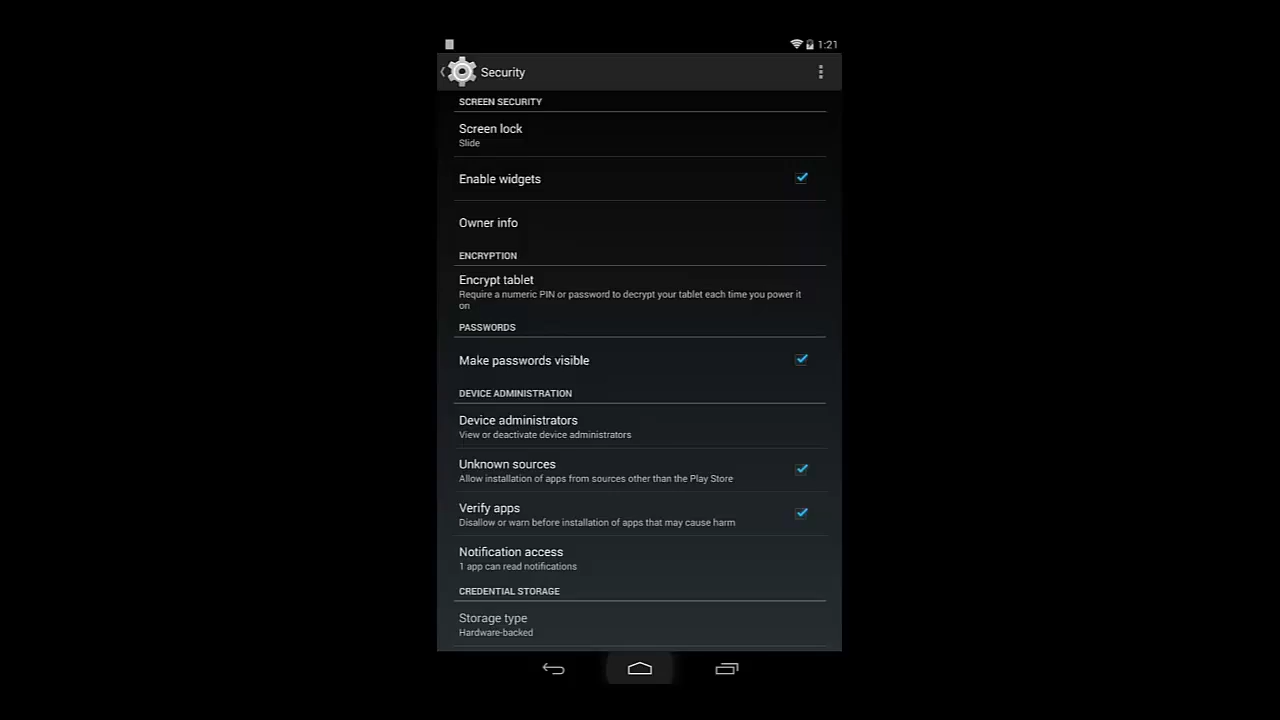 1:21
Security
SCREEN SECURITY
Screen lock
Slide
Enable widgets
Owner info
ENCRYPTION
Encrypt tablet
Require a numeric PIN or password to decrypt your tablet each time you power it
on
PASSWORDS
Make passwords visible
DEVICE ADMINISTRATION
Device administrators
View or deactivate device administrators
Unknown sources
Allow installation of apps from sources other than the Play Store
Verify apps
Disallow or warn before installation of apps that may cause harm
Notification access
1 app can read notifications
CREDENTIAL STORAGE
Storage type
Hardware-backed